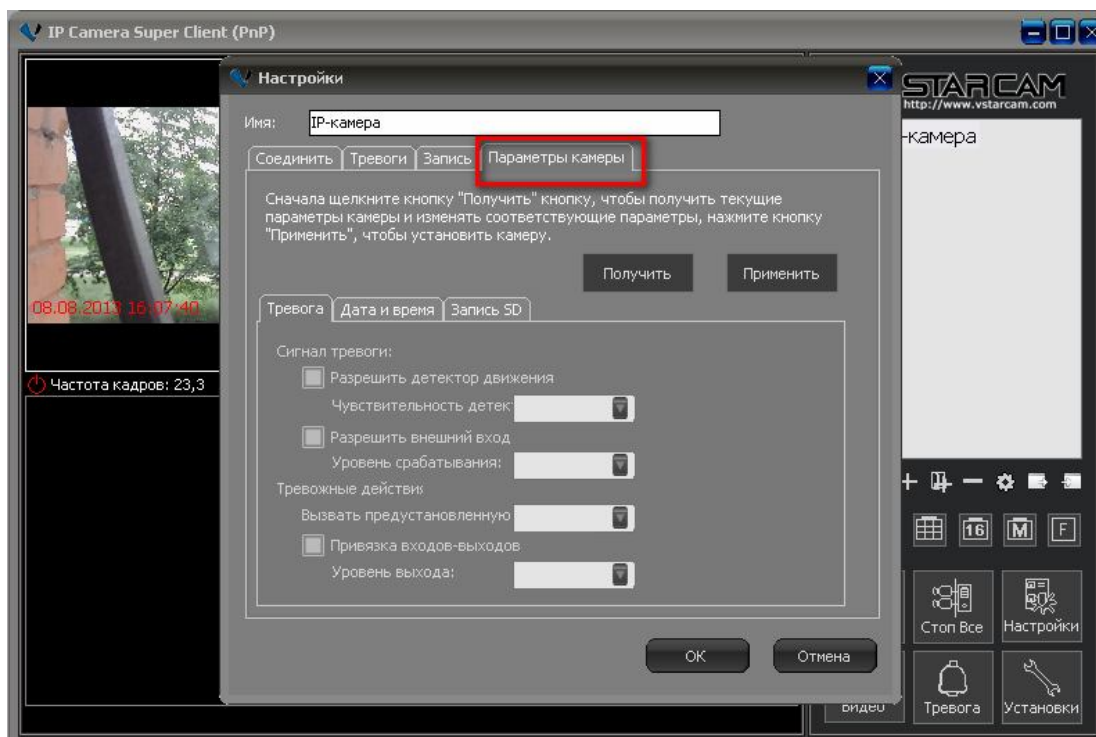 IP Camera Super Client (PnP)
Настройки
STARCAM
http://www.vstarcam.com
Имя: IP-камера
-камера
Соединить Тревоги Запись Параметры камеры
Сначала щелкните кнопку "Получить" кнопку, чтобы получить текущие
параметры камеры и изменять соответствующие параметры, нажмите кнопку
"Применить", чтобы установить камеру.
Получить Применить
08.08.2013 16:07:40
Тревога Дата и время Запись SD
Сигнал тревоги:
Разрешить детектор движения
Частота кадров: 23,3
Чувствительность детек
Разрешить внешний вход
Уровень срабатывания:
Тревожные действия
Вызвать предустановленную
16 M F
Привязка входов-выходов
Уровень выхода:
Стоп Все Настройки
OK Отмена
Видео Тревога Установки